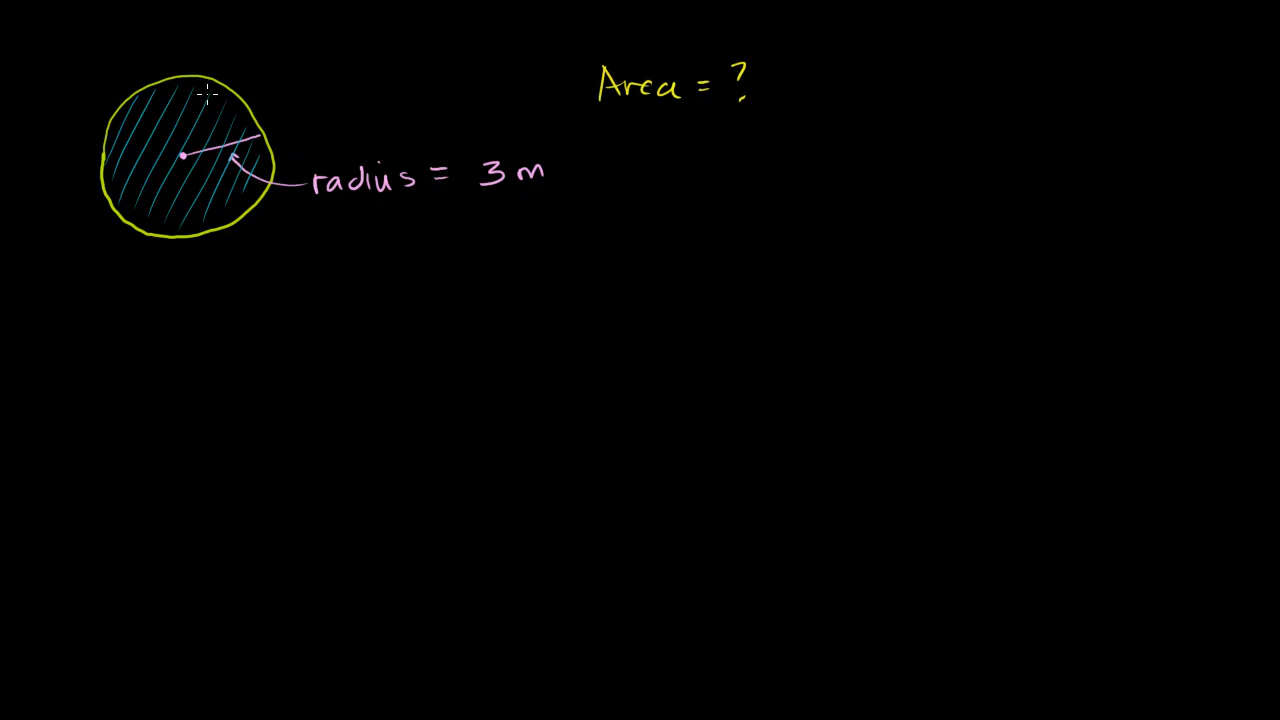 Area = ?
radius = 3 m